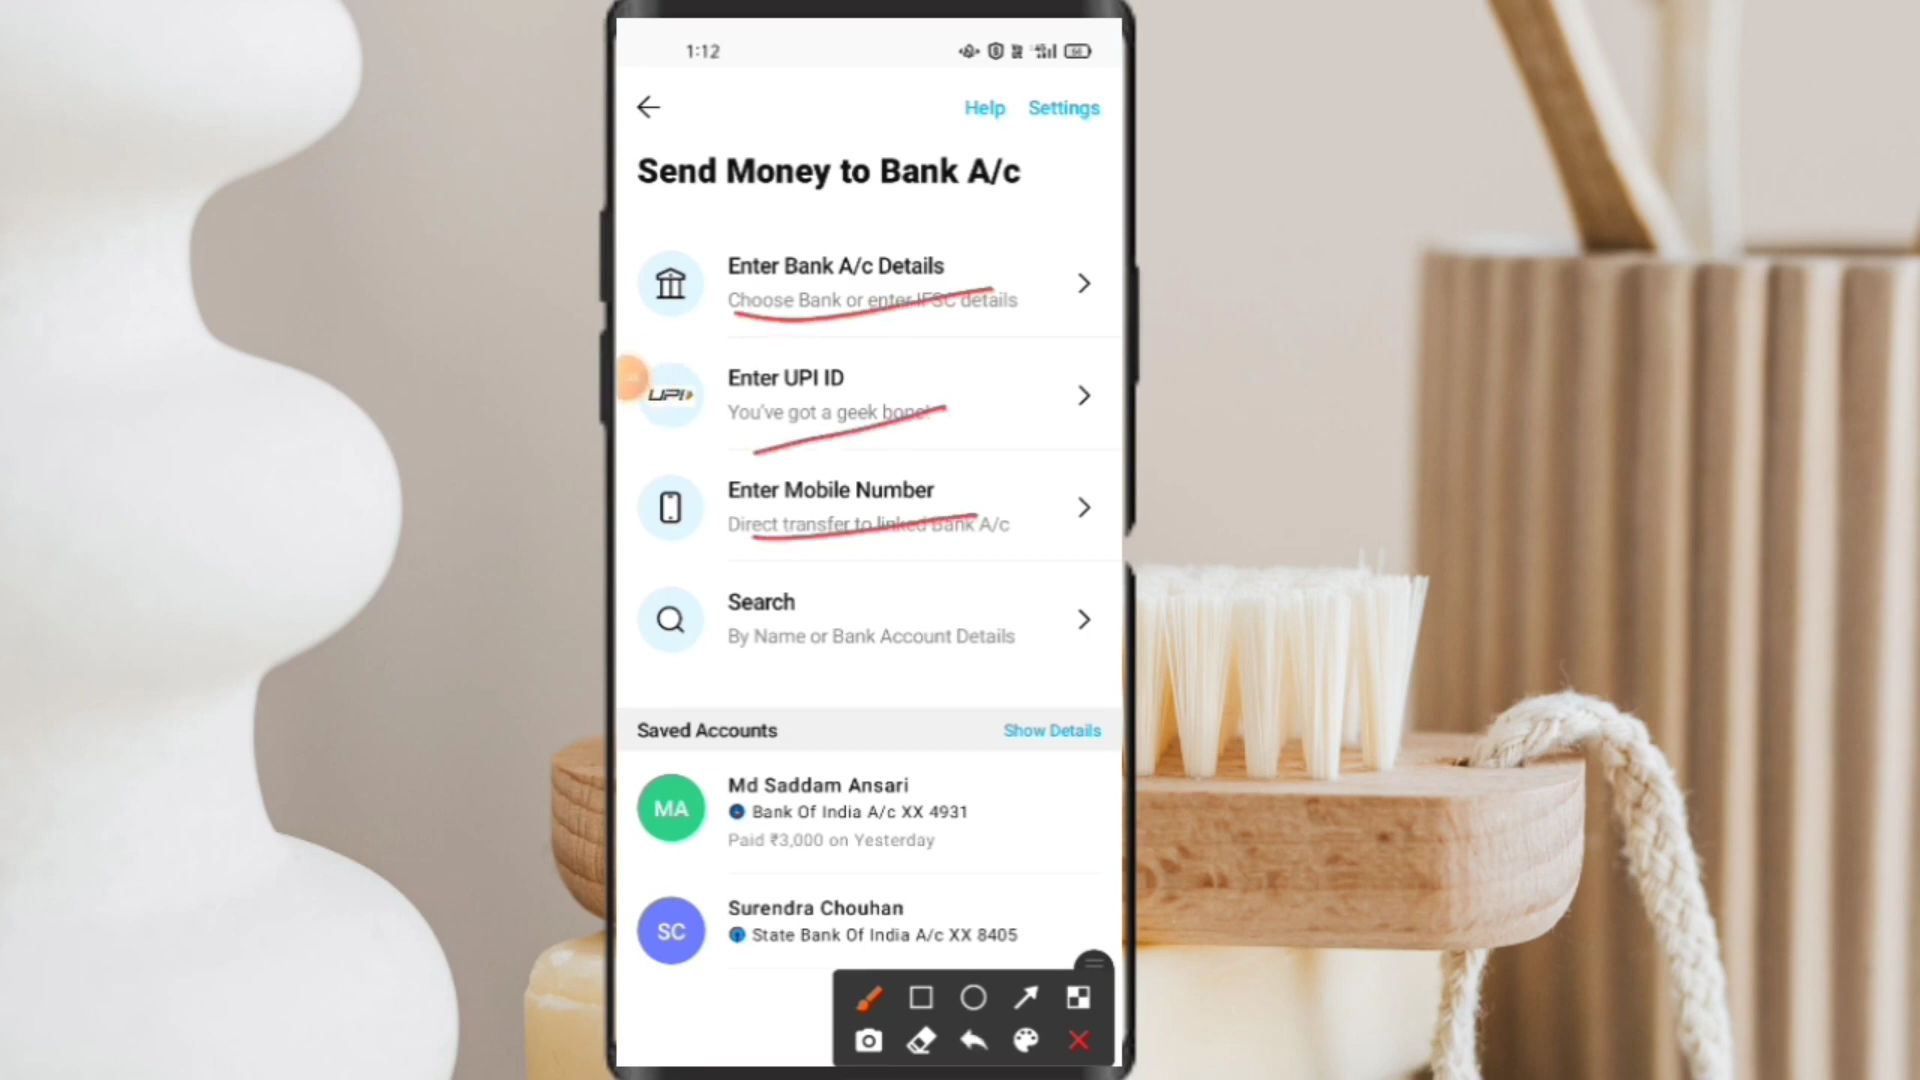 1:12
Help Settings
Send Money to Bank A/c
Enter Bank A/c Details
Choose Bank or enter IFSC details
UPI
Enter UPI ID
You've got a geek bone!
Enter Mobile Number
Direct transfer to linked Bank A/c
Search
By Name or Bank Account Details
Saved Accounts Show Details
MA
Md Saddam Ansari
Bank Of India A/c XX 4931
Paid ₹3,000 on Yesterday
SC
Surendra Chouhan
State Bank Of India A/c XX 8405